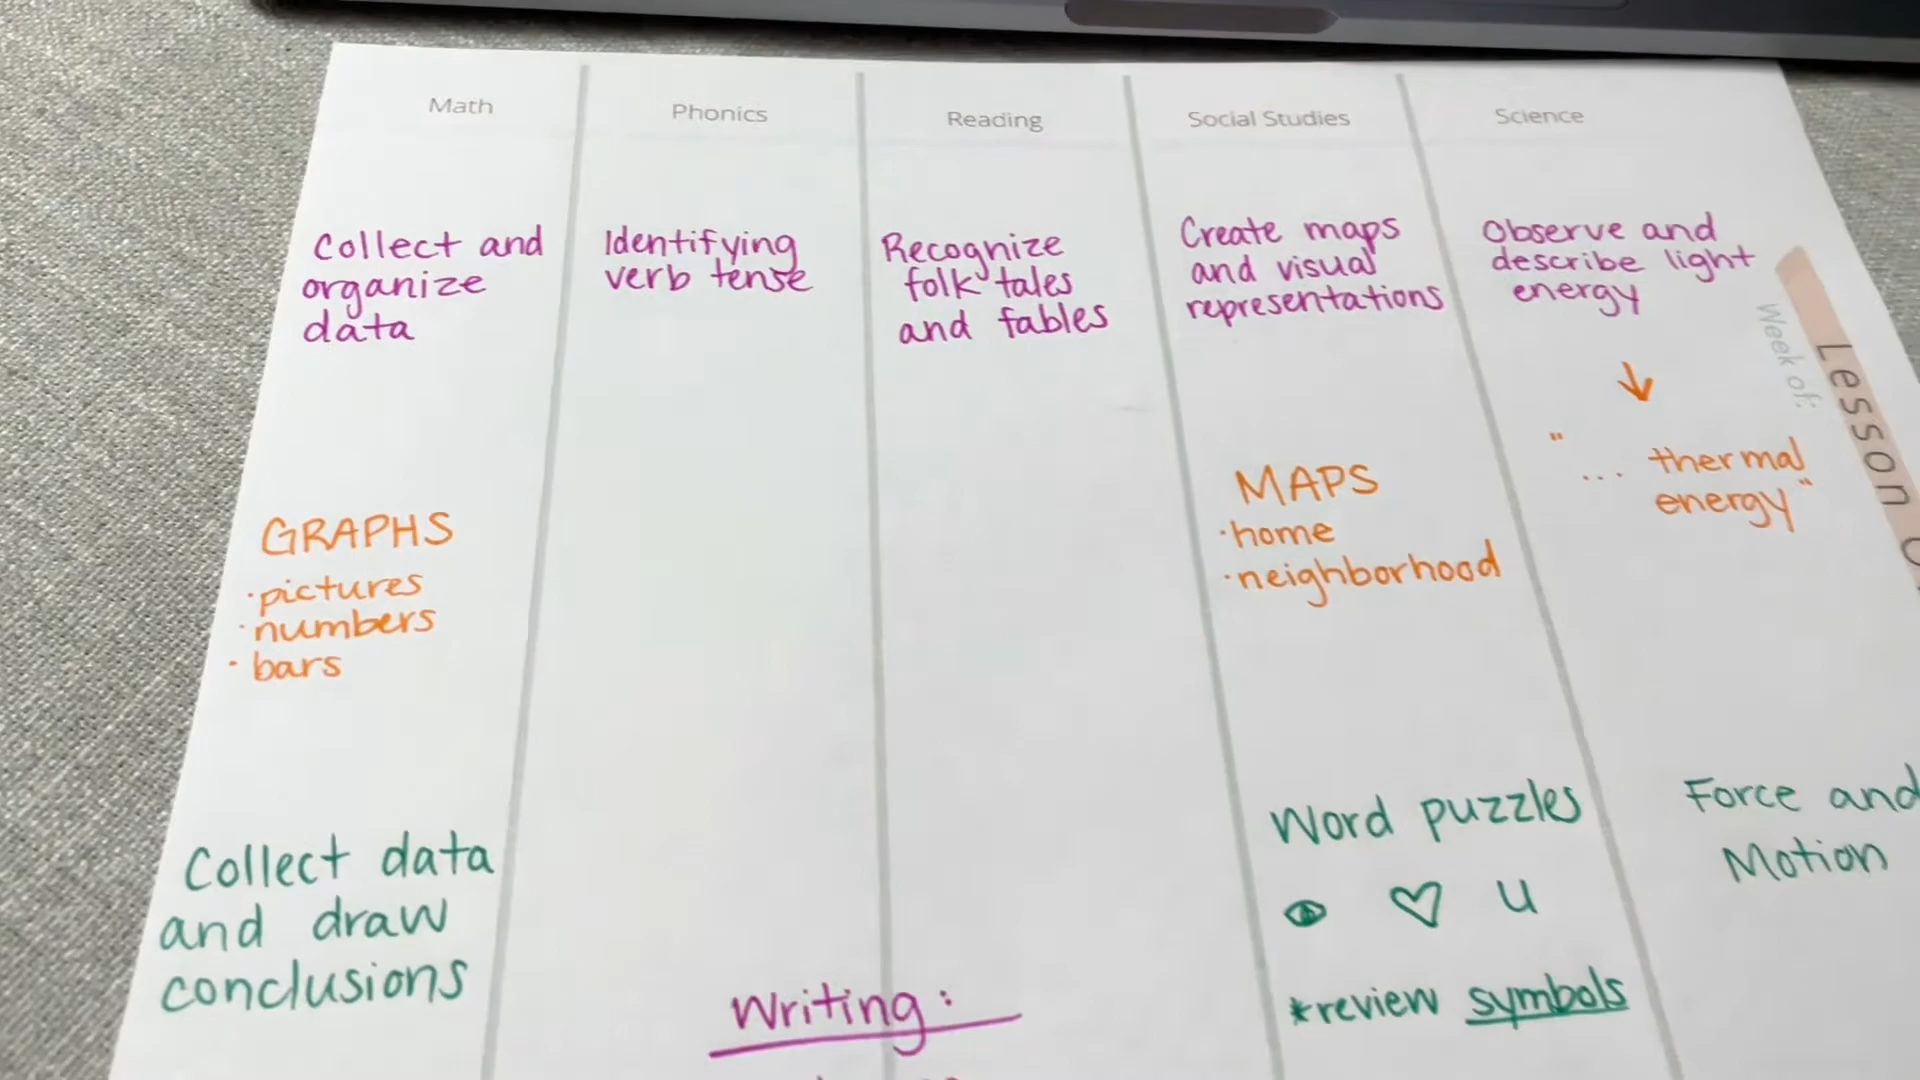 Math
Phonics
Reading
Social Studies
Science
Collect and
organize
data
GRAPHS
·pictures
·numbers
·bars
Collect data
and draw
conclusions
Identifying
verb tense
Recognize
folk tales
and fables
Writing:
Create maps
and visual
representations
MAPS
·home
·neighborhood
Word puzzles
u
*review symbols
Observe and
describe light
energy
"... thermal
energy"
Force and
Motion
Week of:
Lesson